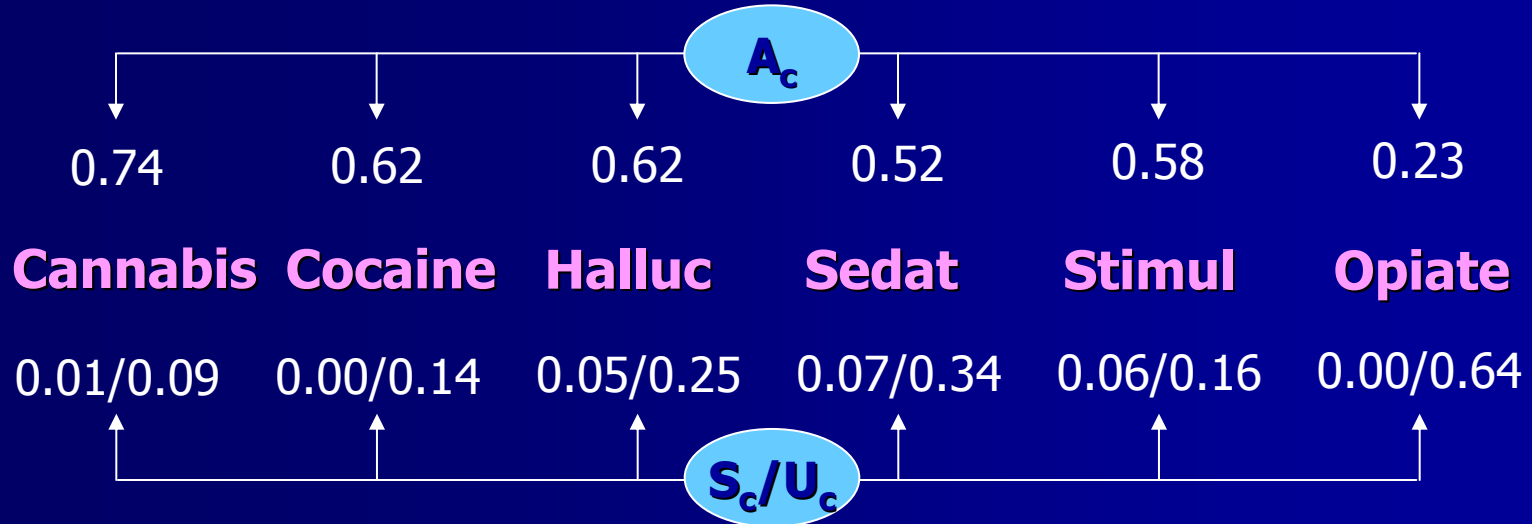 Ac
0.74 0.62 0.62 0.52 0.58 0.23
Cannabis Cocaine Halluc Sedat Stimul Opiate
0.01/0.09 0.00/0.14 0.05/0.25 0.07/0.34 0.06/0.16 0.00/0.64
Sc/Uc